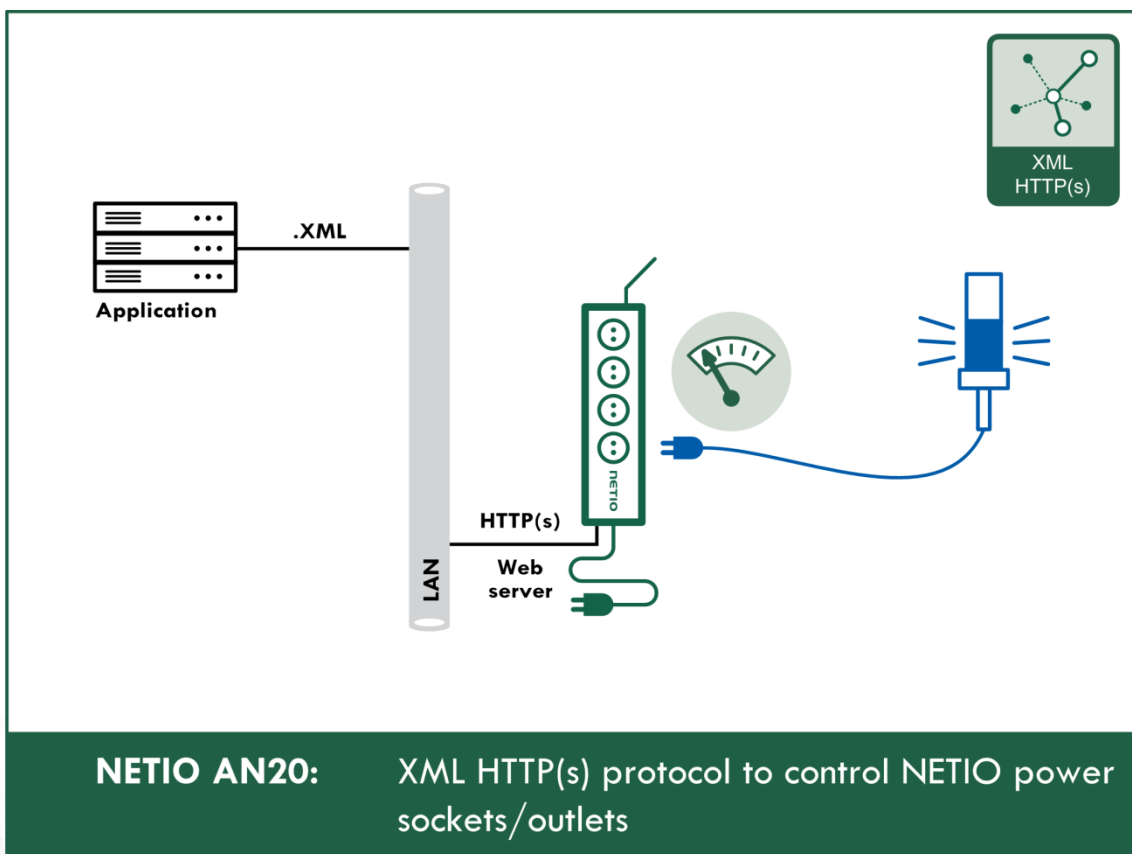 XML
HTTP(s)
.XML
Application
NETIO
HTTP(s)
LAN
Web
server
NETIO AN20: XML HTTP(s) protocol to control NETIO power
sockets/outlets